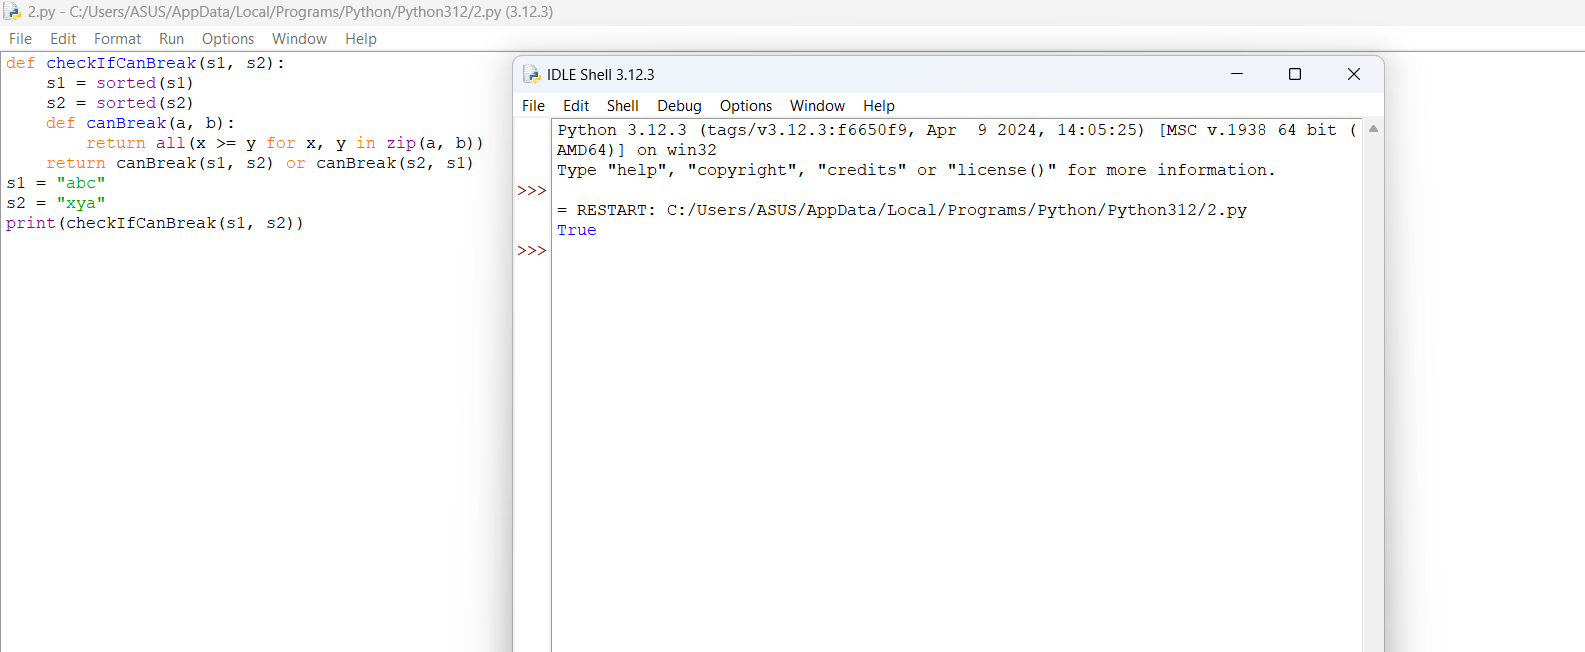 2.py - C:/Users/ASUS/AppData/Local/Programs/Python/Python312/2.py (3.12.3)
File Edit Format Run Options Window Help
def checkIfCanBreak(s1, s2):
    s1 = sorted(s1)
    s2 = sorted(s2)
    def canBreak(a, b):
        return all(x >= y for x, y in zip(a, b))
    return canBreak(s1, s2) or canBreak(s2, s1)
s1 = "abc"
s2 = "xya"
print(checkIfCanBreak(s1, s2))
IDLE Shell 3.12.3
File Edit Shell Debug Options Window Help
Python 3.12.3 (tags/v3.12.3:f6650f9, Apr  9 2024, 14:05:25) [MSC v.1938 64 bit (
AMD64)] on win32
Type "help", "copyright", "credits" or "license()" for more information.
>>>
= RESTART: C:/Users/ASUS/AppData/Local/Programs/Python/Python312/2.py
True
>>>